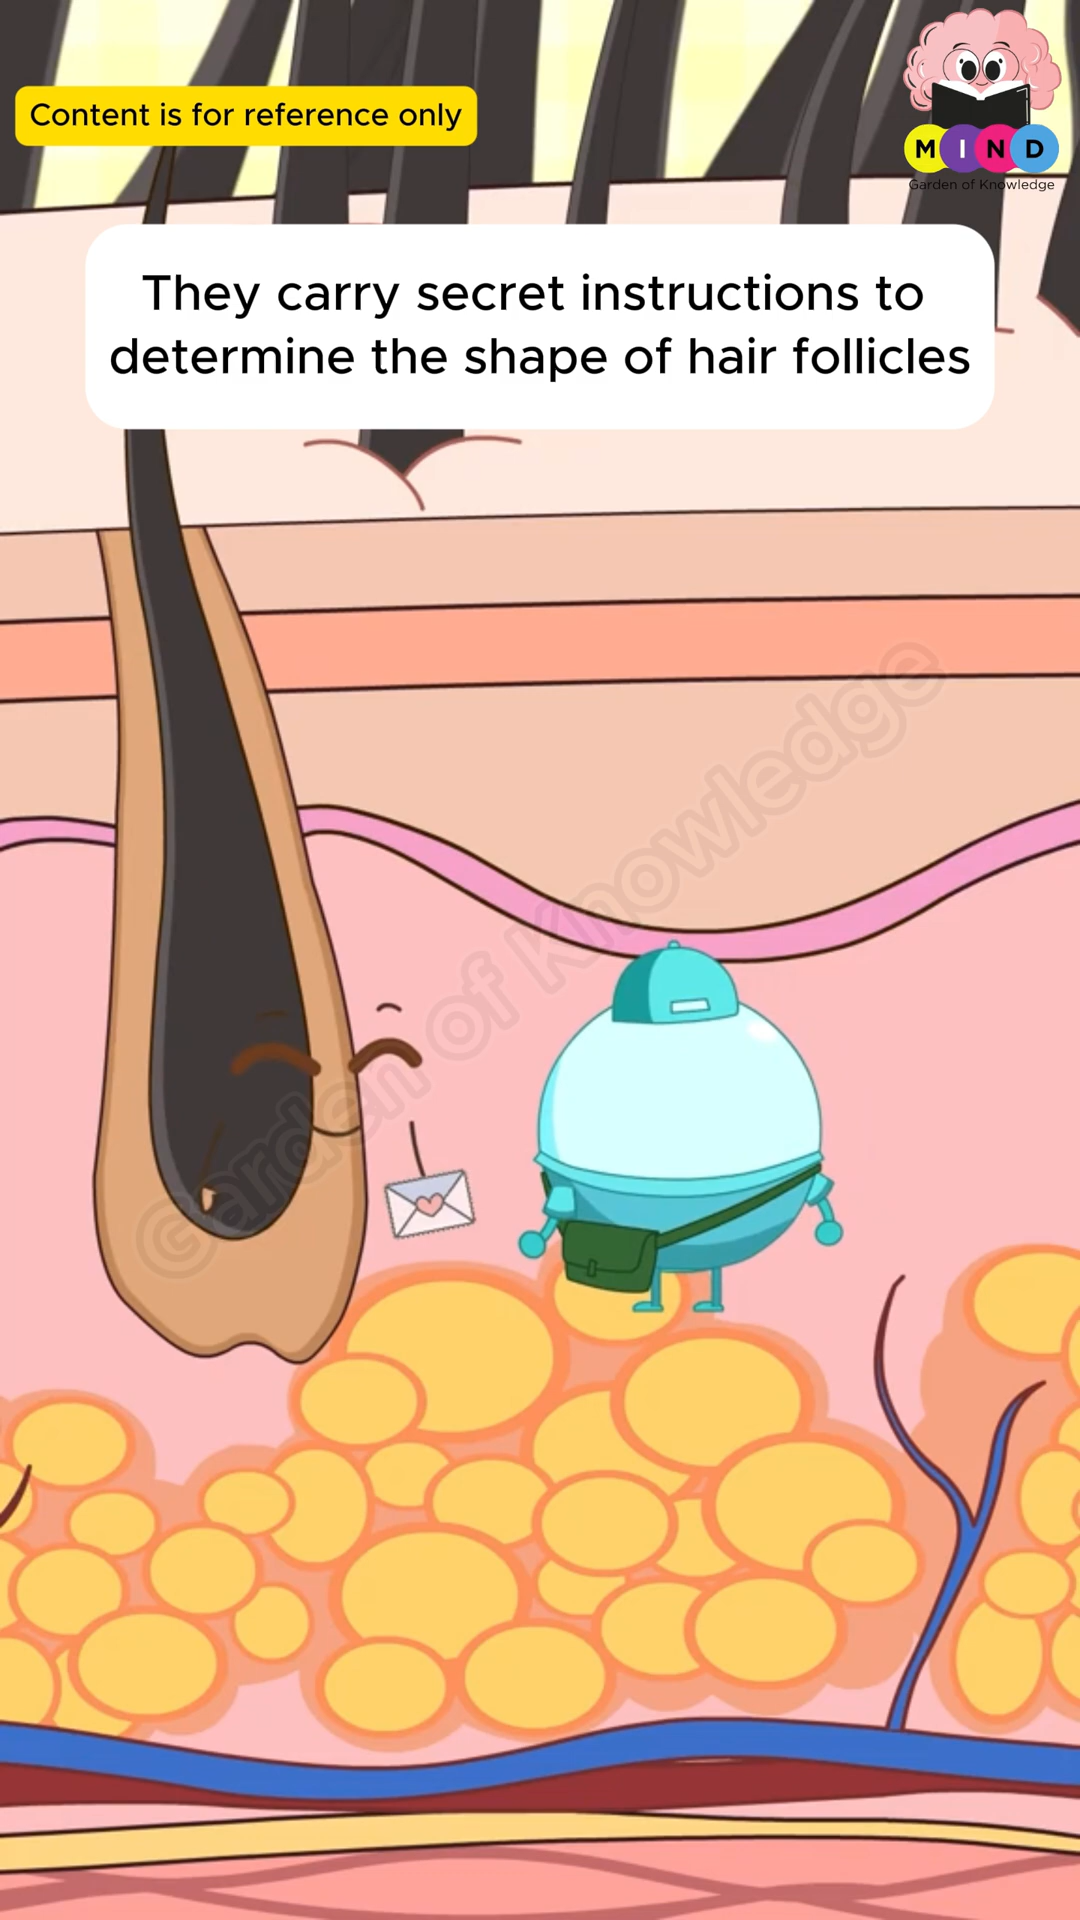 Content is for reference only
MIND
Garden of Knowledge
They carry secret instructions to
determine the shape of hair follicles
Garden of Knowledge